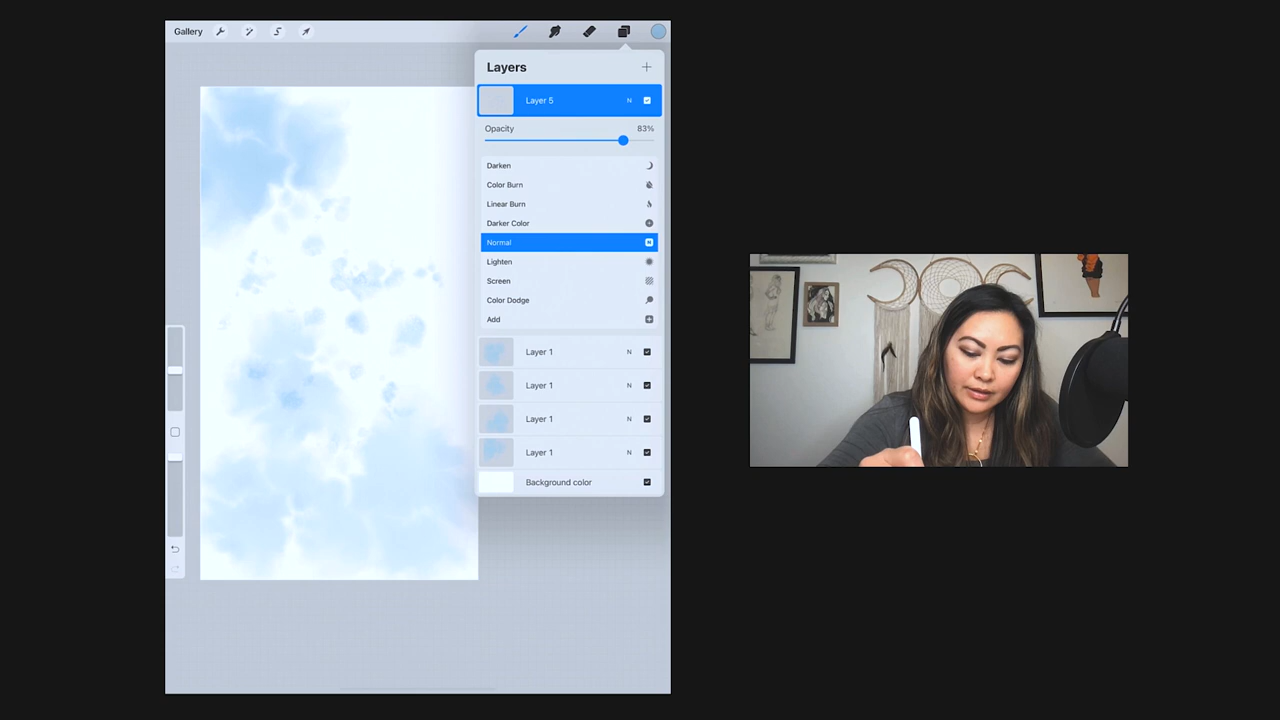 Gallery
Layers
Layer 5 N
Opacity 83%
Darken
Color Burn
Linear Burn
Darker Color
Normal N
Lighten
Screen
Color Dodge
Add
Layer 1 N
Layer 1 N
Layer 1 N
Layer 1 N
Background color